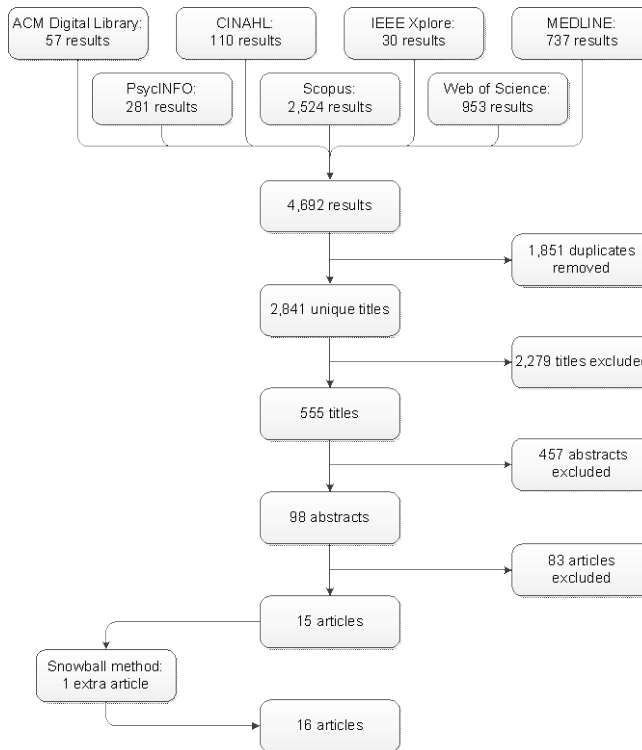 ACM Digital Library:
57 results
CINAHL:
110 results
IEEE Xplore:
30 results
MEDLINE:
737 results
PsycINFO:
281 results
Scopus:
2,524 results
Web of Science:
953 results
4,692 results
1,851 duplicates
removed
2,841 unique titles
2,279 titles excluded
555 titles
457 abstracts
excluded
98 abstracts
83 articles
excluded
15 articles
Snowball method:
1 extra article
16 articles